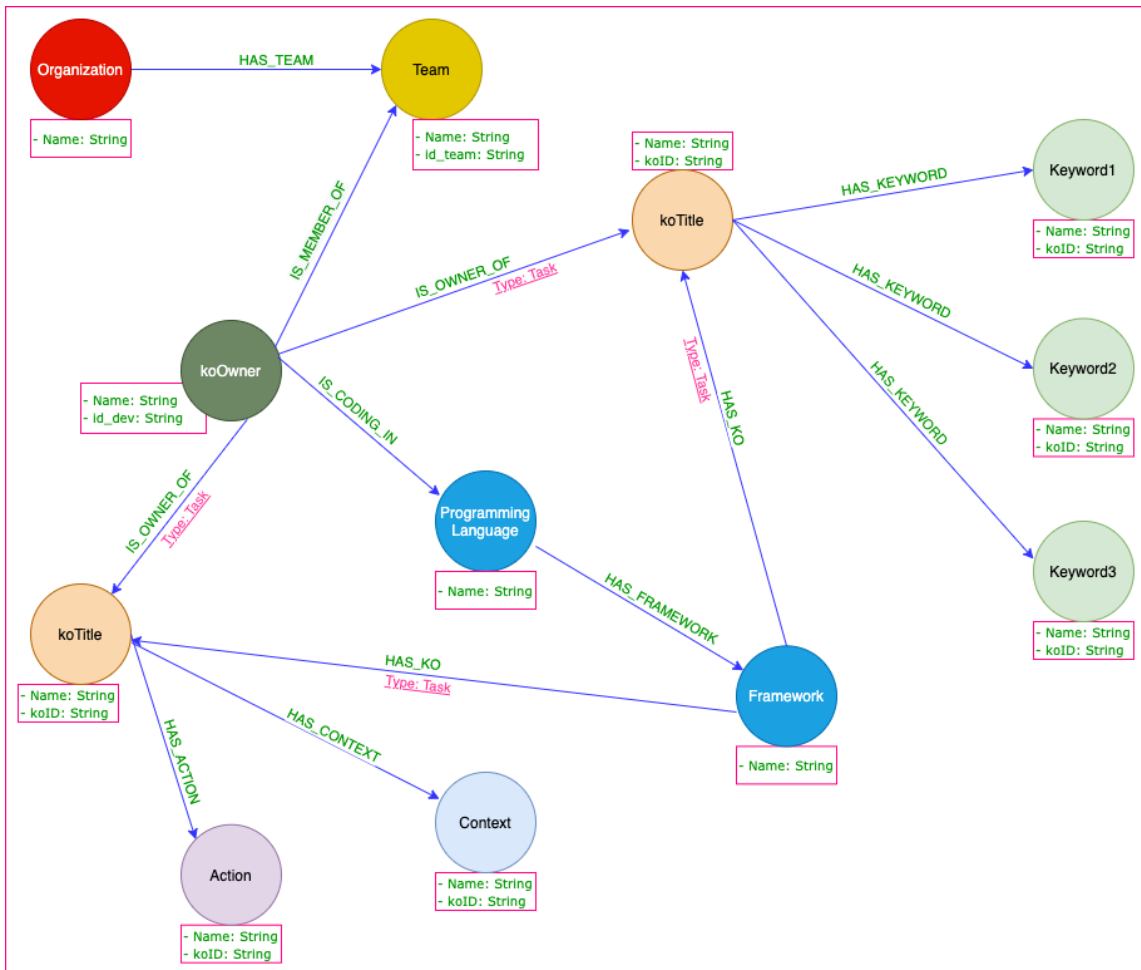 Organization
- Name: String
HAS_TEAM
Team
- Name: String
- id_team: String
IS_MEMBER_OF
- Name: String
- koID: String
koTitle
HAS_KEYWORD
Keyword1
- Name: String
- koID: String
HAS_KEYWORD
Keyword2
- Name: String
- koID: String
HAS_KEYWORD
Keyword3
- Name: String
- koID: String
IS_OWNER_OF
Type: Task
koOwner
- Name: String
- id_dev: String
IS_CODING_IN
Programming
Language
- Name: String
HAS_KO
Type: Task
IS_OWNER_OF
Type: Task
HAS_FRAMEWORK
Framework
- Name: String
koTitle
- Name: String
- koID: String
HAS_KO
Type: Task
HAS_CONTEXT
Context
- Name: String
- koID: String
HAS_ACTION
Action
- Name: String
- koID: String